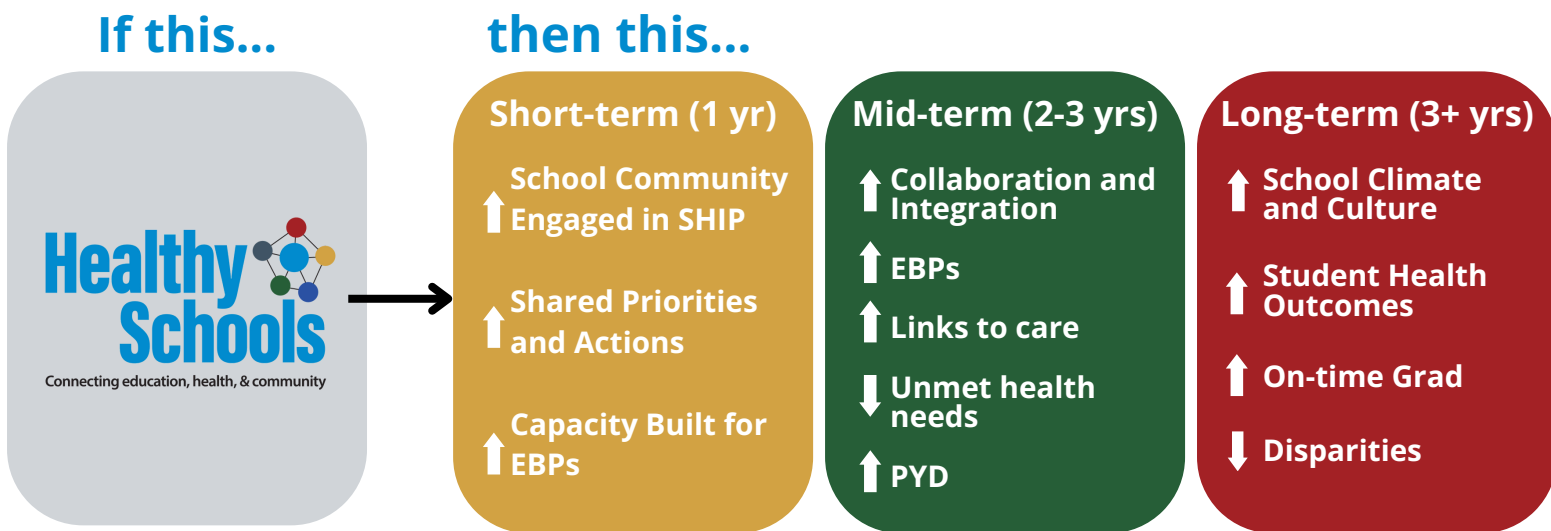 If this...
then this...
Healthy
Schools
Connecting education, health, & community
Short-term (1 yr)
School Community
Engaged in SHIP
Shared Priorities
and Actions
Capacity Built for
EBPs
Mid-term (2-3 yrs)
Collaboration and
Integration
EBPs
Links to care
Unmet health
needs
PYD
Long-term (3+ yrs)
School Climate
and Culture
Student Health
Outcomes
On-time Grad
Disparities